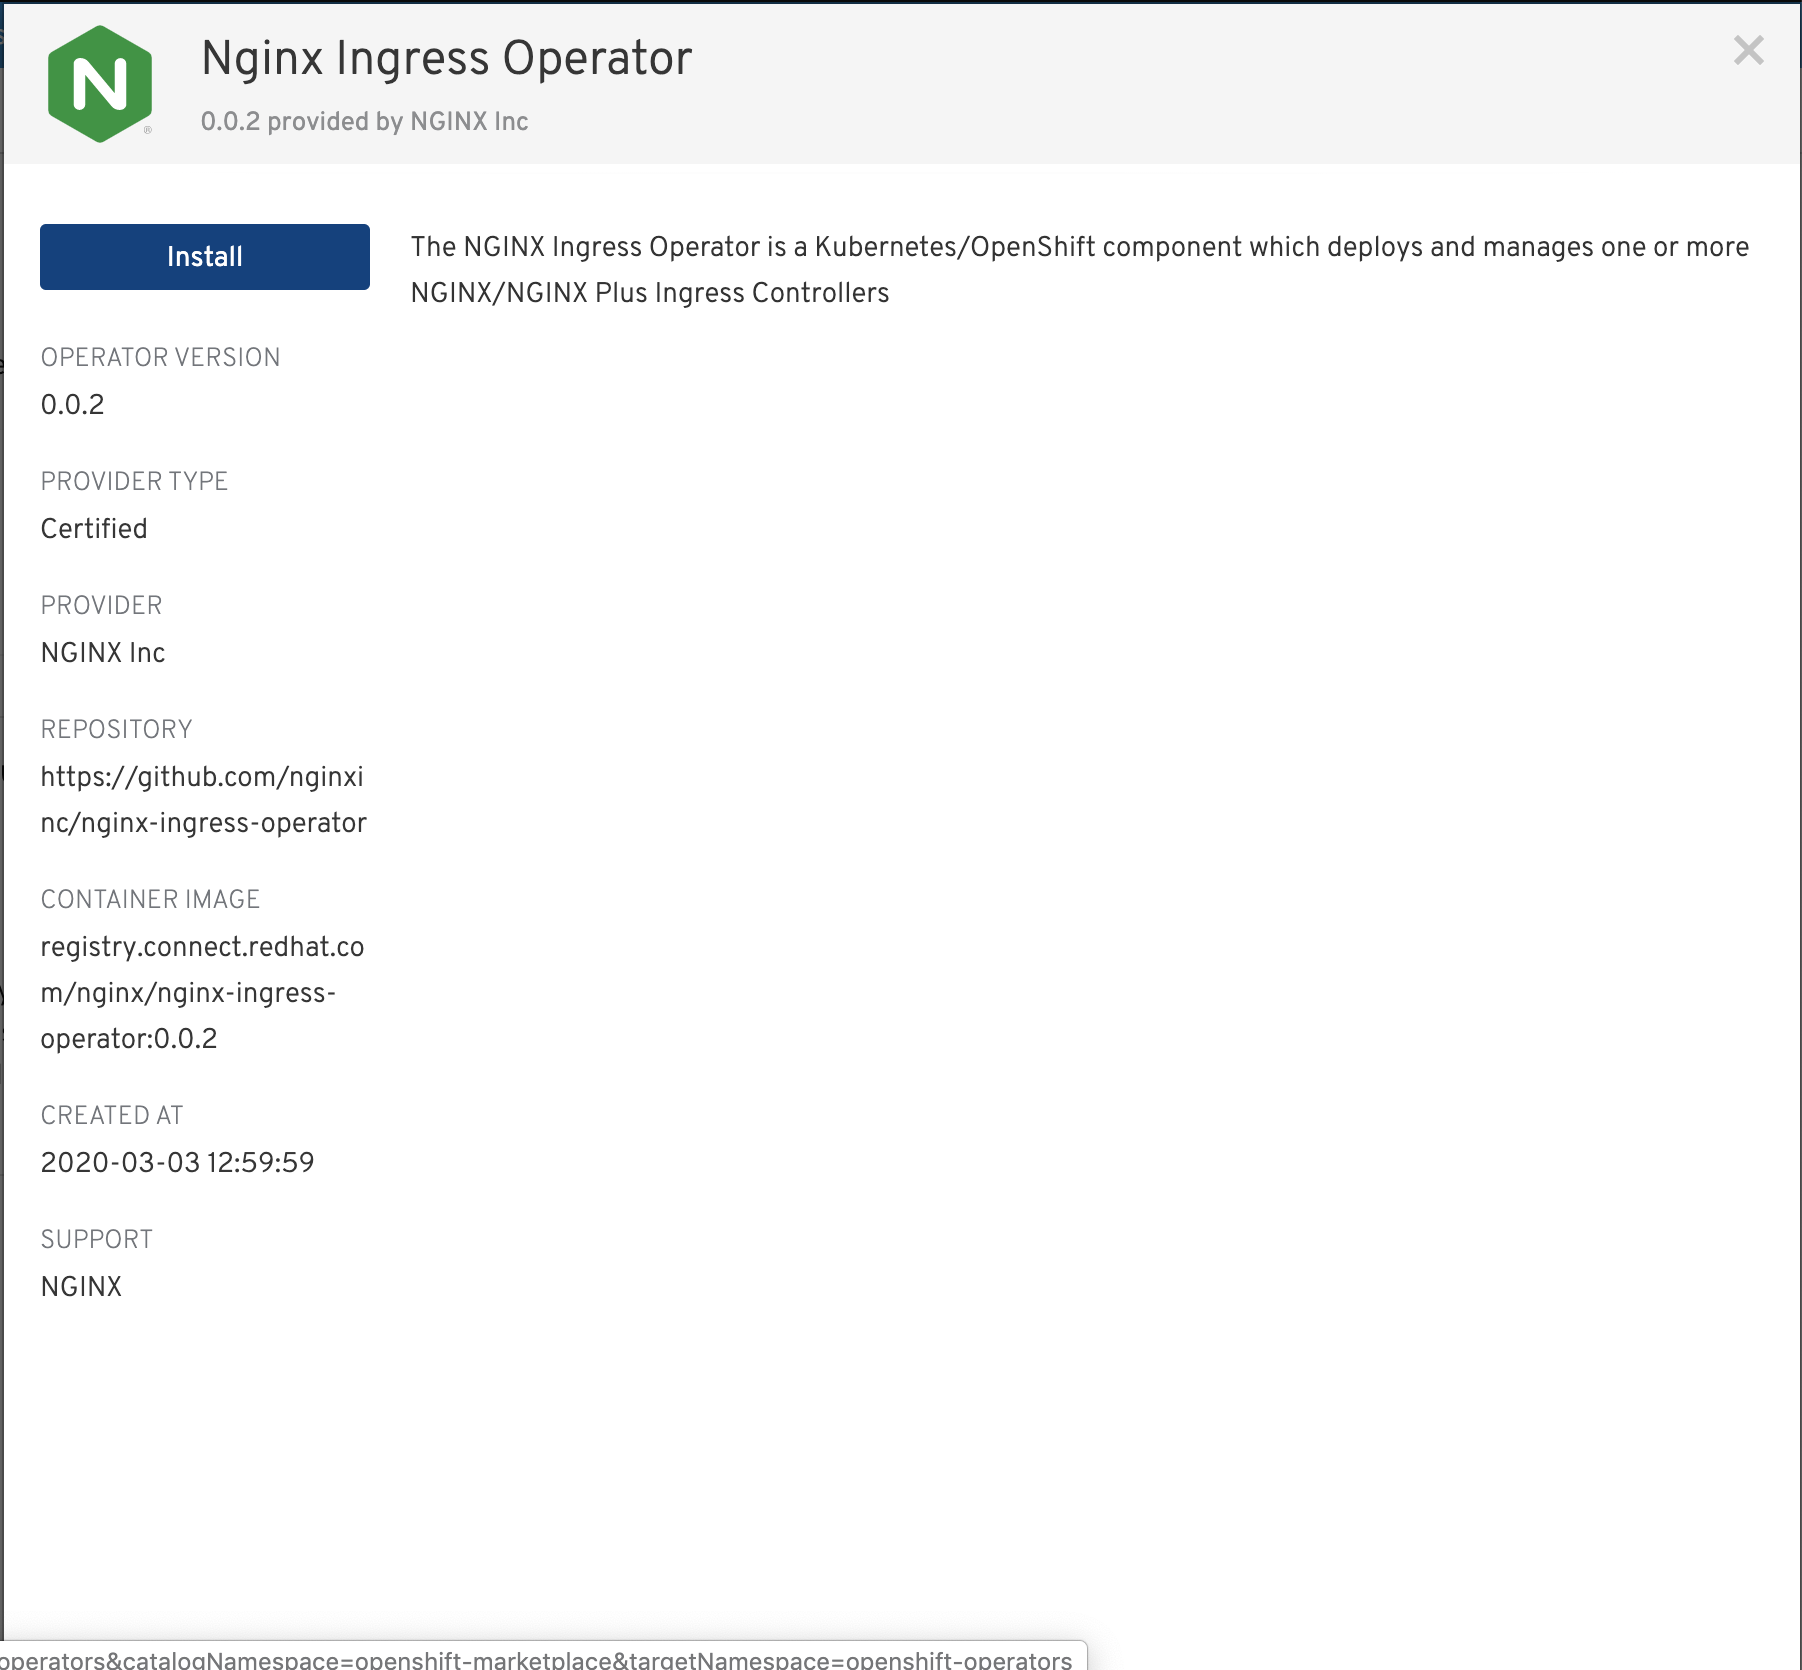 N
®
Nginx Ingress Operator
0.0.2 provided by NGINX Inc
Install
The NGINX Ingress Operator is a Kubernetes/OpenShift component which deploys and manages one or more
NGINX/NGINX Plus Ingress Controllers
OPERATOR VERSION
0.0.2
PROVIDER TYPE
Certified
PROVIDER
NGINX Inc
REPOSITORY
https://github.com/nginxi
nc/nginx-ingress-operator
CONTAINER IMAGE
registry.connect.redhat.co
m/nginx/nginx-ingress-
operator:0.0.2
CREATED AT
2020-03-03 12:59:59
SUPPORT
NGINX
operators&catalogNamespace=openshift-marketplace&targetNamespace=openshift-operators